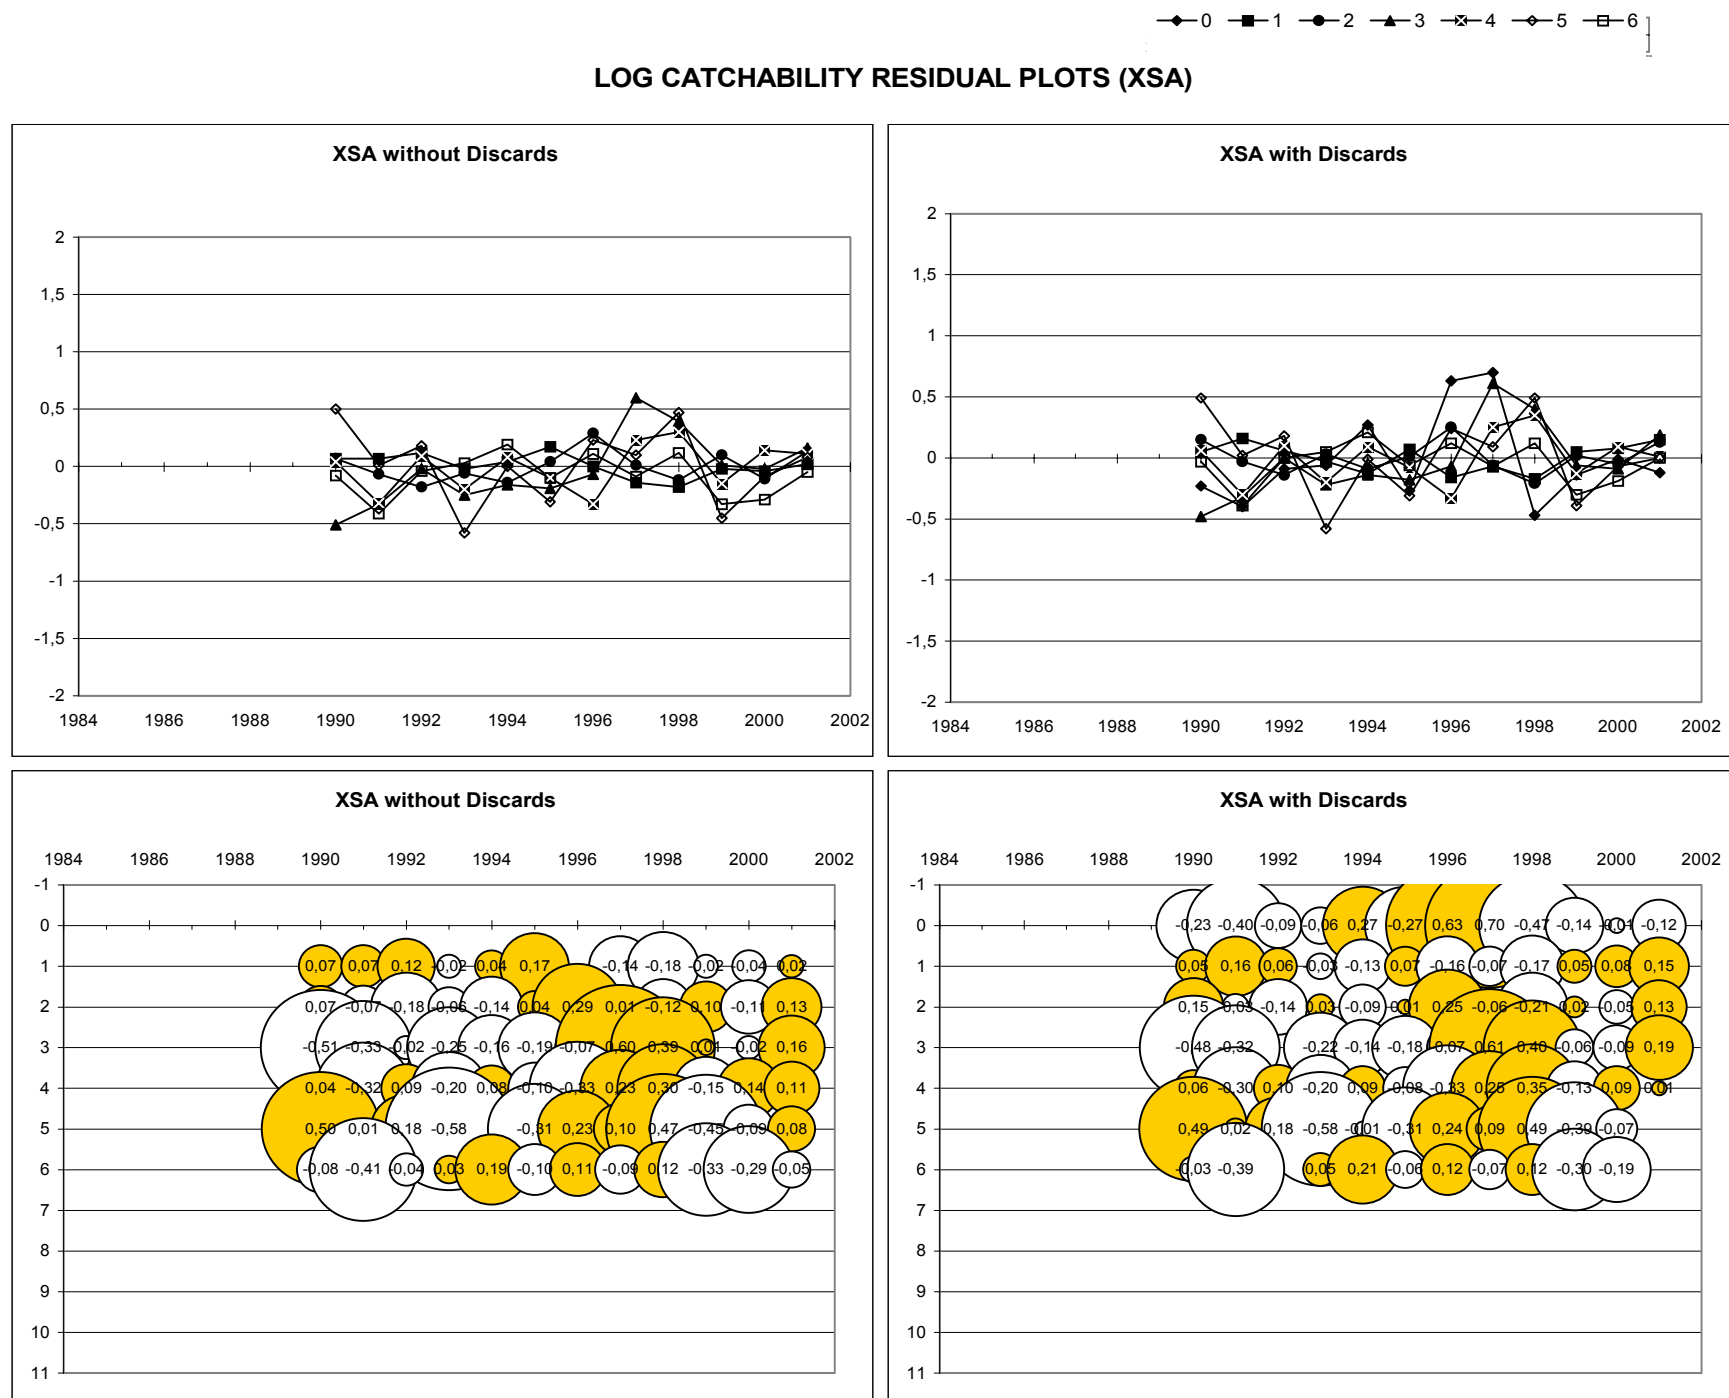 0 1 2 3 4 5 6
LOG CATCHABILITY RESIDUAL PLOTS (XSA)
XSA without Discards
2
1,5
1
0,5
0
-0,5
-1
-1,5
-2
1984 1986 1988 1990 1992 1994 1996 1998 2000 2002
XSA with Discards
2
1,5
1
0,5
0
-0,5
-1
-1,5
-2
1984 1986 1988 1990 1992 1994 1996 1998 2000 2002
XSA without Discards
1984 1986 1988 1990 1992 1994 1996 1998 2000 2002
-1
0
1 0,07 0,07 0,12 -0,02 0,04 0,17 -0,14 -0,18 -0,02 -0,04 0,02
2 0,07 -0,07 -0,18 -0,06 -0,14 0,04 0,29 0,01 -0,12 0,10 -0,11 0,13
3 -0,51 -0,33 -0,02 -0,25 -0,16 -0,19 -0,07 0,60 0,39 0,01 -0,02 0,16
4 0,04 -0,32 0,09 -0,20 0,08 -0,10 -0,33 0,23 0,30 -0,15 0,14 0,11
5 0,50 0,01 0,18 -0,58 -0,31 0,23 0,10 0,47 -0,45 -0,09 0,08
6 -0,08 -0,41 -0,04 0,03 0,19 -0,10 0,11 -0,09 0,12 -0,33 -0,29 -0,05
7
8
9
10
11
XSA with Discards
1984 1986 1988 1990 1992 1994 1996 1998 2000 2002
-1
0 -0,23 -0,40 -0,09 -0,06 0,27 -0,27 0,63 0,70 -0,47 -0,14 -0,01 -0,12
1 0,05 0,16 0,06 -0,03 -0,13 0,07 -0,16 -0,07 -0,17 0,05 0,08 0,15
2 0,15 -0,03 -0,14 0,03 -0,09 0,01 0,25 -0,06 -0,21 0,02 -0,05 0,13
3 -0,48 -0,32 -0,22 -0,14 -0,18 -0,07 0,61 0,40 -0,06 -0,09 0,19
4 0,06 -0,30 0,10 -0,20 0,09 -0,08 -0,33 0,25 0,35 -0,13 0,09 0,01
5 0,49 0,02 0,18 -0,58 -0,01 -0,31 0,24 0,09 0,49 -0,39 -0,07
6 -0,03 -0,39 0,05 0,21 -0,06 0,12 -0,07 0,12 -0,30 -0,19
7
8
9
10
11